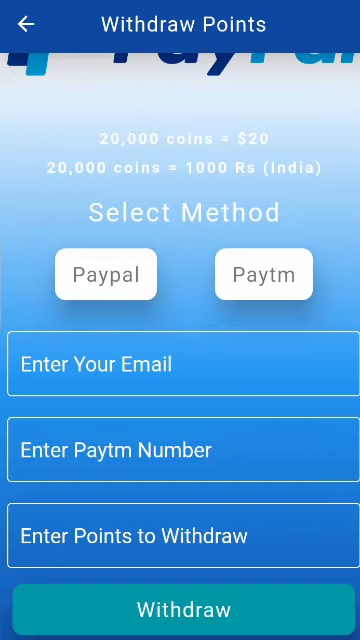 Withdraw Points
PayPal
20,000 coins = $20
20,000 coins = 1000 Rs (India)
Select Method
Paypal
Paytm
Enter Your Email
Enter Paytm Number
Enter Points to Withdraw
Withdraw